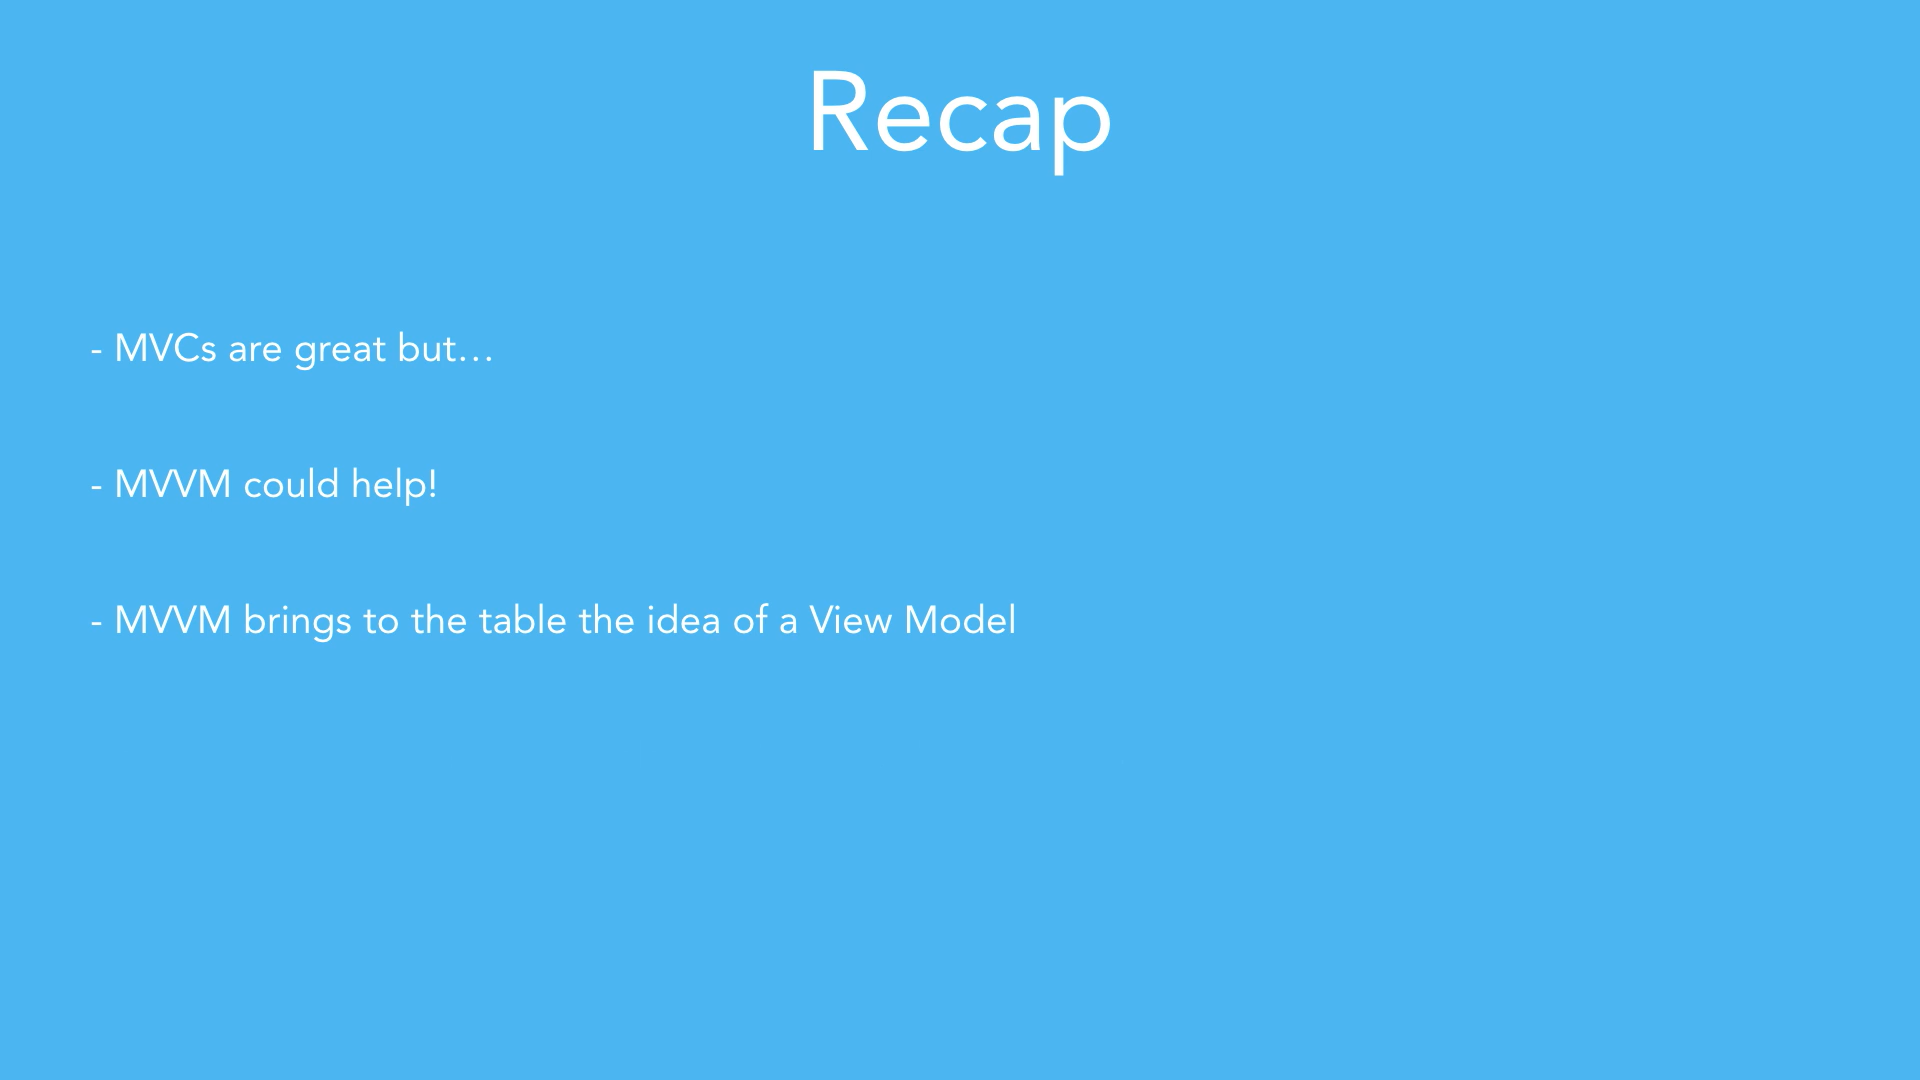 Recap
- MVCs are great but…
- MVVM could help!
- MVVM brings to the table the idea of a View Model